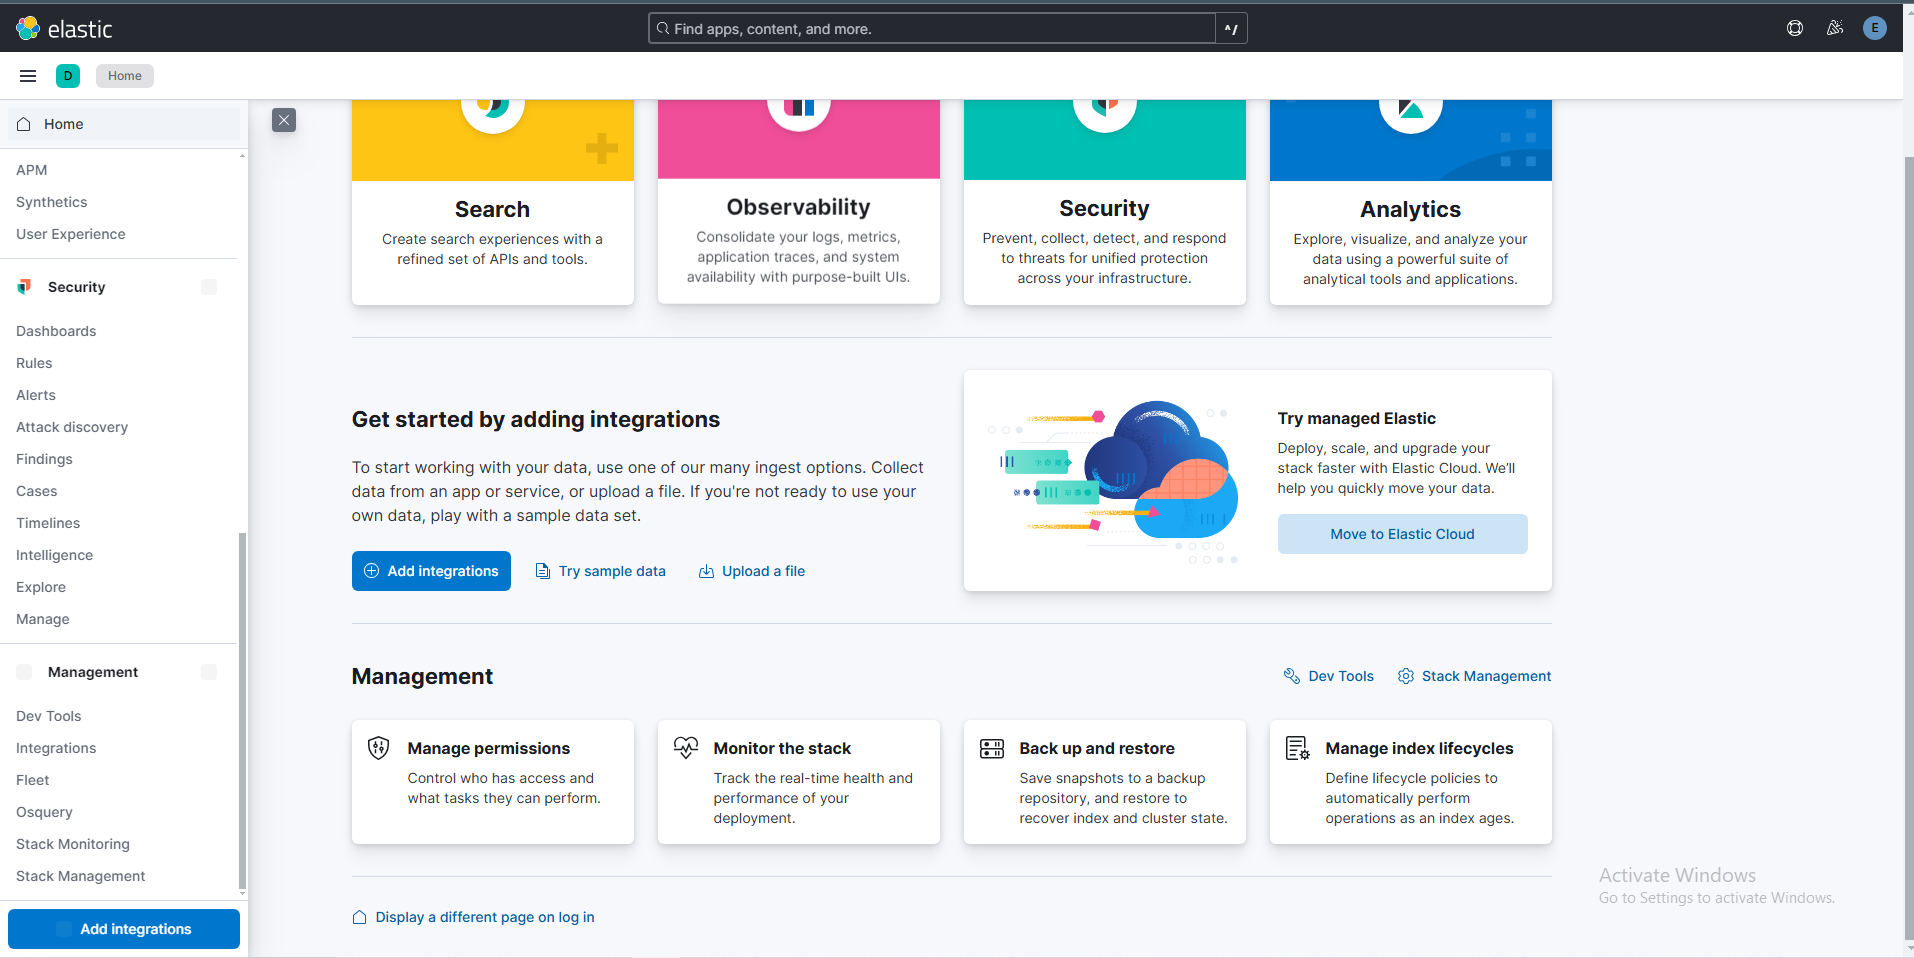 elastic
Find apps, content, and more.
^/
E
D
Home
Home
APM
Synthetics
User Experience
Security
Dashboards
Rules
Alerts
Attack discovery
Findings
Cases
Timelines
Intelligence
Explore
Manage
Management
Dev Tools
Integrations
Fleet
Osquery
Stack Monitoring
Stack Management
Add integrations
Search
Create search experiences with a
refined set of APIs and tools.
Observability
Consolidate your logs, metrics,
application traces, and system
availability with purpose-built UIs.
Security
Prevent, collect, detect, and respond
to threats for unified protection
across your infrastructure.
Analytics
Explore, visualize, and analyze your
data using a powerful suite of
analytical tools and applications.
Get started by adding integrations
To start working with your data, use one of our many ingest options. Collect
data from an app or service, or upload a file. If you're not ready to use your
own data, play with a sample data set.
Add integrations
Try sample data
Upload a file
Try managed Elastic
Deploy, scale, and upgrade your
stack faster with Elastic Cloud. We’ll
help you quickly move your data.
Move to Elastic Cloud
Management
Dev Tools
Stack Management
Manage permissions
Control who has access and
what tasks they can perform.
Monitor the stack
Track the real-time health and
performance of your
deployment.
Back up and restore
Save snapshots to a backup
repository, and restore to
recover index and cluster state.
Manage index lifecycles
Define lifecycle policies to
automatically perform
operations as an index ages.
Display a different page on log in
Activate Windows
Go to Settings to activate Windows.